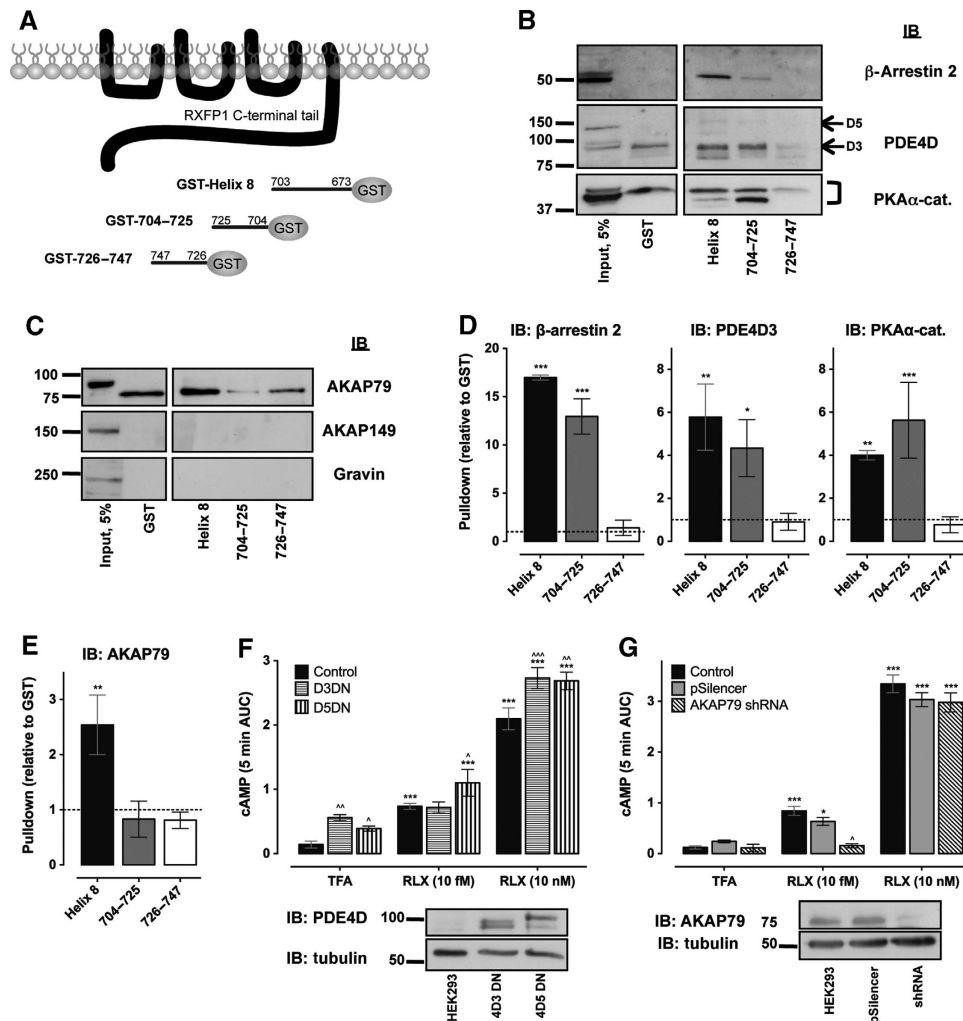 A
RXFP1 C-terminal tail
GST-Helix 8
703
673
GST
GST-704–725
725
704
GST
GST-726–747
747
726
GST
B
IB
50
β-Arrestin 2
150
100
75
D5
D3
PDE4D
37
PKAα-cat.
Input, 5%
GST
Helix 8
704–725
726–747
C
IB
100
75
AKAP79
150
AKAP149
250
Gravin
Input, 5%
GST
Helix 8
704–725
726–747
D
IB: β-arrestin 2
IB: PDE4D3
IB: PKAα-cat.
Pulldown (relative to GST)
20
15
10
5
0
***
***
Helix 8
704–725
726–747
8
6
4
2
0
**
*
Helix 8
704–725
726–747
8
6
4
2
0
**
***
Helix 8
704–725
726–747
E
IB: AKAP79
Pulldown (relative to GST)
3
2
1
0
**
Helix 8
704–725
726–747
F
cAMP (5 min AUC)
3
2
1
0
Control
D3DN
D5DN
^^
^
***
^
***
***
^^^
***
^^
***
TFA
RLX (10 fM)
RLX (10 nM)
IB: PDE4D
100
IB: tubulin
50
HEK293
4D3 DN
4D5 DN
G
cAMP (5 min AUC)
3
2
1
0
Control
pSilencer
AKAP79 shRNA
***
*
^
***
***
***
TFA
RLX (10 fM)
RLX (10 nM)
IB: AKAP79
75
IB: tubulin
50
HEK293
pSilencer
shRNA